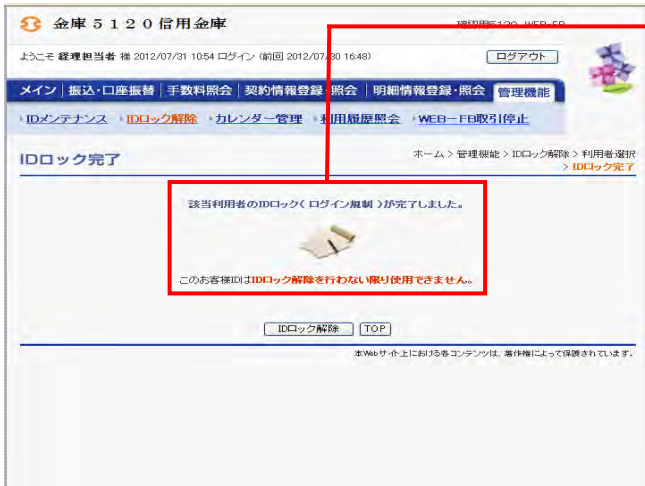 金庫５１２０信用金庫
確認用5120 WEB-FB
ようこそ 経理担当者 様 2012/07/31 10:54 ログイン (前回 2012/07/30 16:48)
ログアウト
メイン 振込・口座振替 手数料照会 契約情報登録・照会 明細情報登録・照会 管理機能
IDメンテナンス IDロック解除 カレンダー管理 利用履歴照会 WEB－FB取引停止
IDロック完了
ホーム > 管理機能 > IDロック解除 > 利用者選択
> IDロック完了
該当利用者のIDロック（ログイン規制）が完了しました。
このお客様IDはIDロック解除を行わない限り使用できません。
IDロック解除 TOP
本Webサイト上における各コンテンツは、著作権によって保護されています。